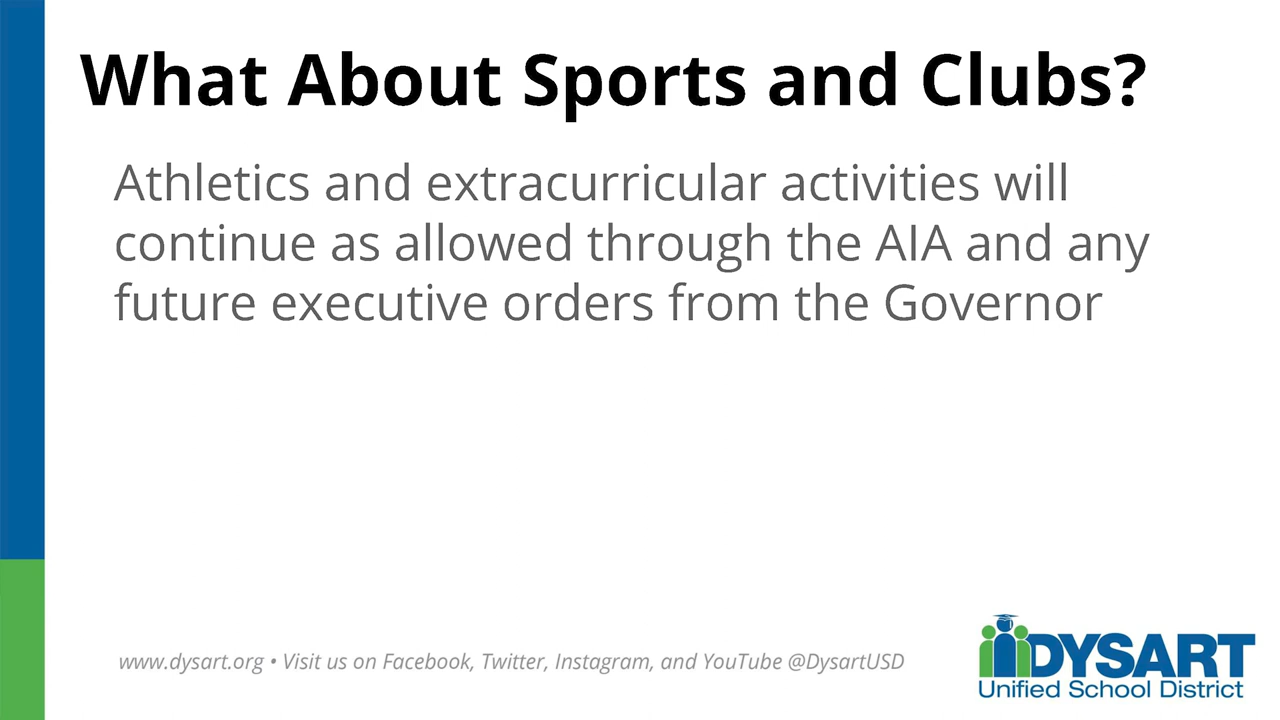 What About Sports and Clubs?
Athletics and extracurricular activities will
continue as allowed through the AIA and any
future executive orders from the Governor
www.dysart.org • Visit us on Facebook, Twitter, Instagram, and YouTube @DysartUSD
DYSART
Unified School District